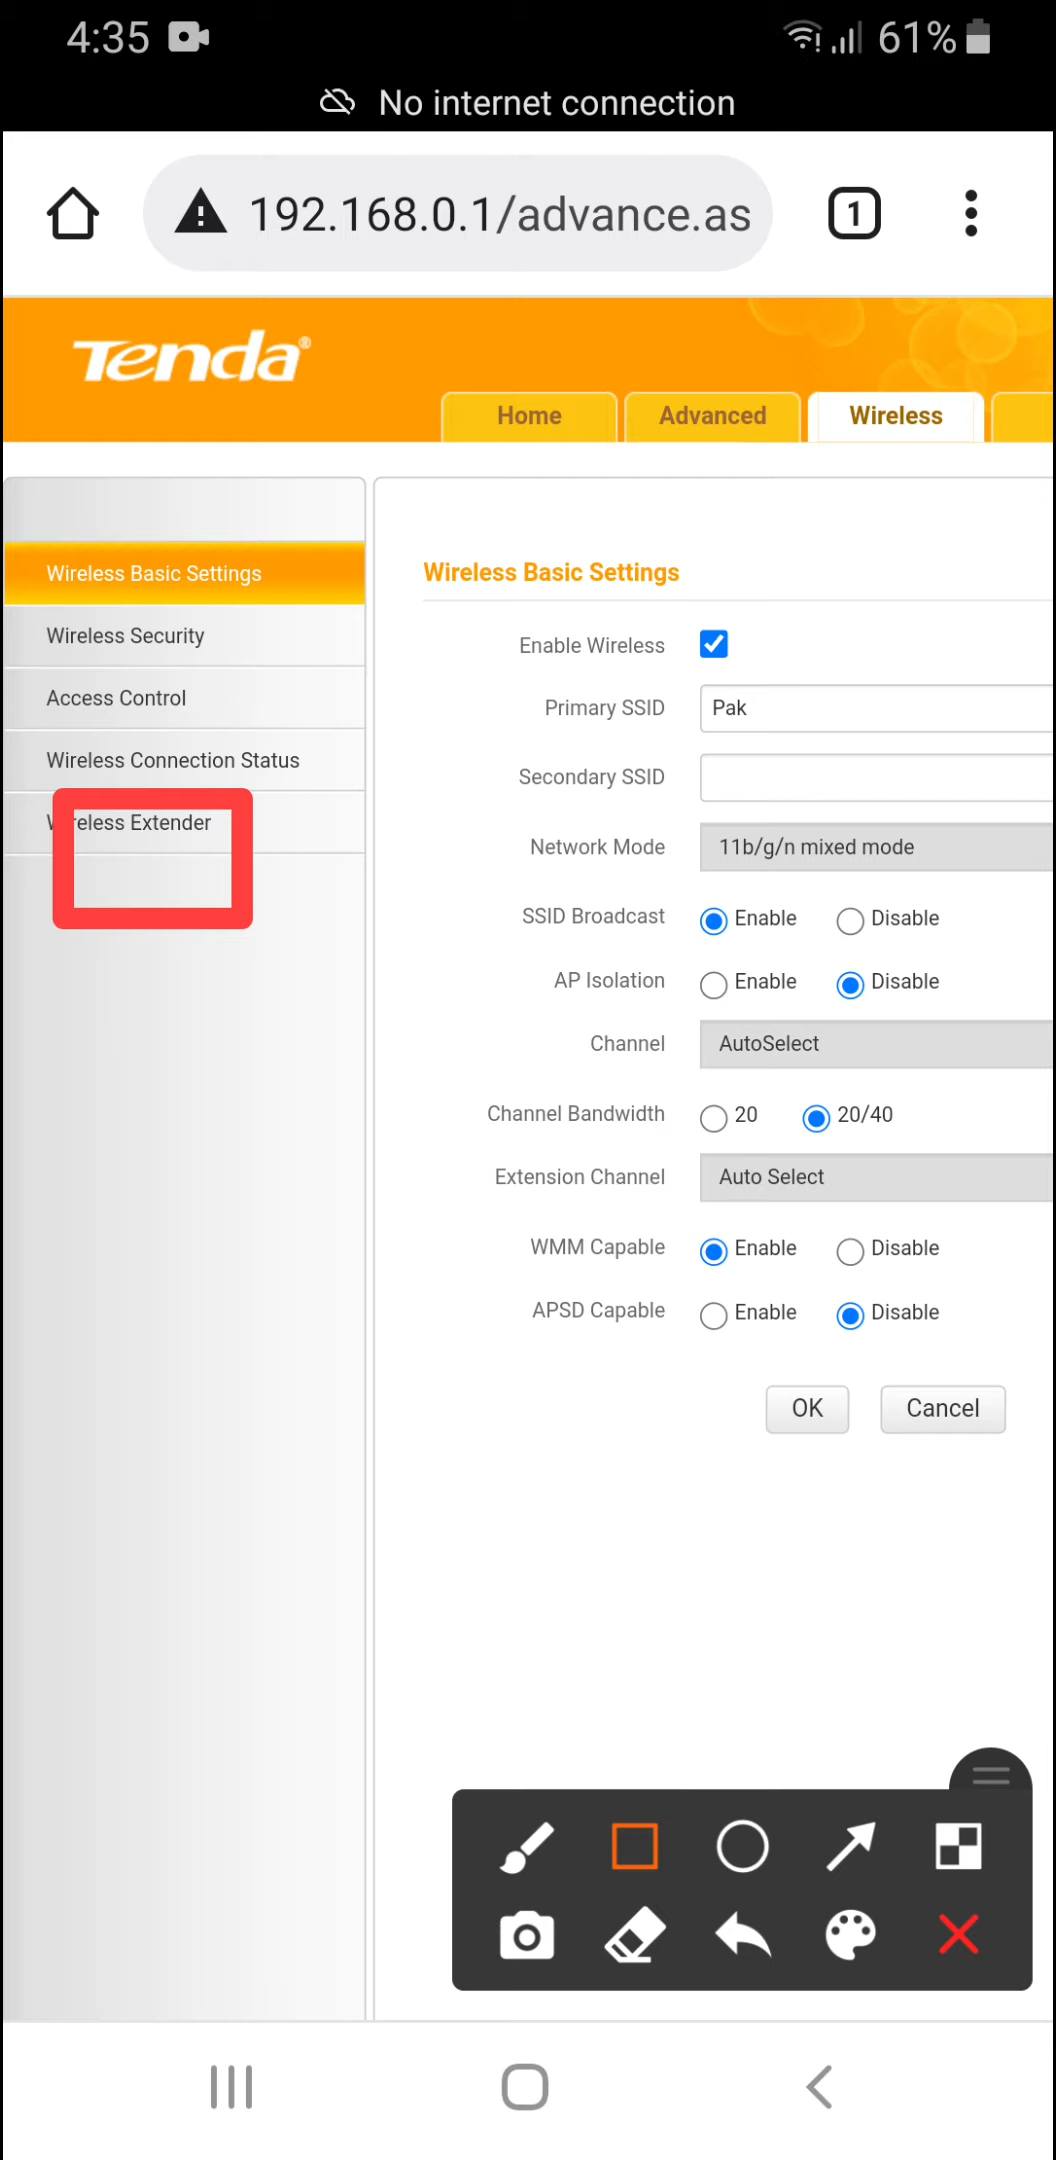 4:35
61%
No internet connection
192.168.0.1/advance.as
1
Tenda®
Home
Advanced
Wireless
Wireless Basic Settings
Wireless Security
Access Control
Wireless Connection Status
Wireless Extender
Wireless Basic Settings
Enable Wireless
Primary SSID Pak
Secondary SSID
Network Mode 11b/g/n mixed mode
SSID Broadcast Enable Disable
AP Isolation Enable Disable
Channel AutoSelect
Channel Bandwidth 20 20/40
Extension Channel Auto Select
WMM Capable Enable Disable
APSD Capable Enable Disable
OK Cancel